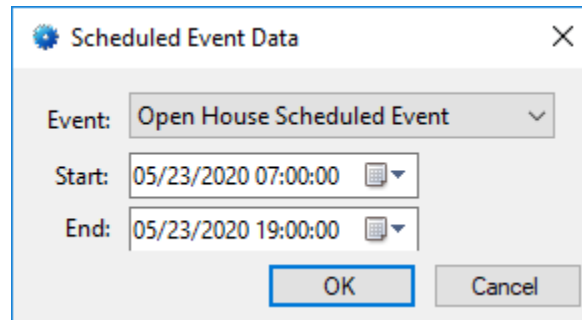 Scheduled Event Data
Event: Open House Scheduled Event
Start: 05/23/2020 07:00:00
End: 05/23/2020 19:00:00
OK Cancel